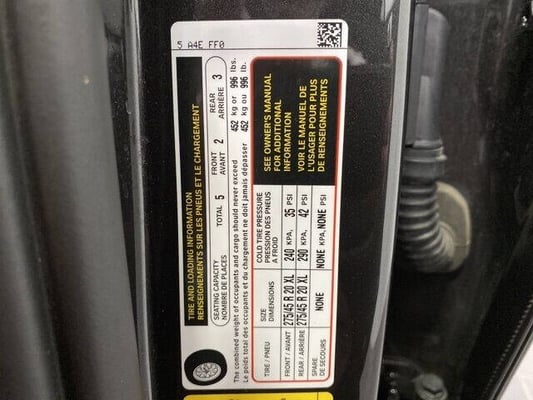 5 A4E FF0
TIRE AND LOADING INFORMATION
RENSEIGNEMENTS SUR LES PNEUS ET LE CHARGEMENT
SEATING CAPACITY
NOMBRE DE PLACES
TOTAL 5 FRONT AVANT 2 REAR ARRIÈRE 3
The combined weight of occupants and cargo should never exceed 452 kg or 996 lbs.
Le poids total des occupants et du chargement ne doit jamais dépasser 452 kg ou 996 lb.
TIRE / PNEU SIZE DIMENSIONS COLD TIRE PRESSURE PRESSION DES PNEUS A FROID
FRONT / AVANT 275/45 R 20 XL 240 KPA, 35 PSI
REAR / ARRIÈRE 275/45 R 20 XL 290 KPA, 42 PSI
SPARE DE SECOURS NONE NONE KPA, NONE PSI
SEE OWNER'S MANUAL
FOR ADDITIONAL
INFORMATION
VOIR LE MANUEL DE
L'USAGER POUR PLUS
DE RENSEIGNEMENTS